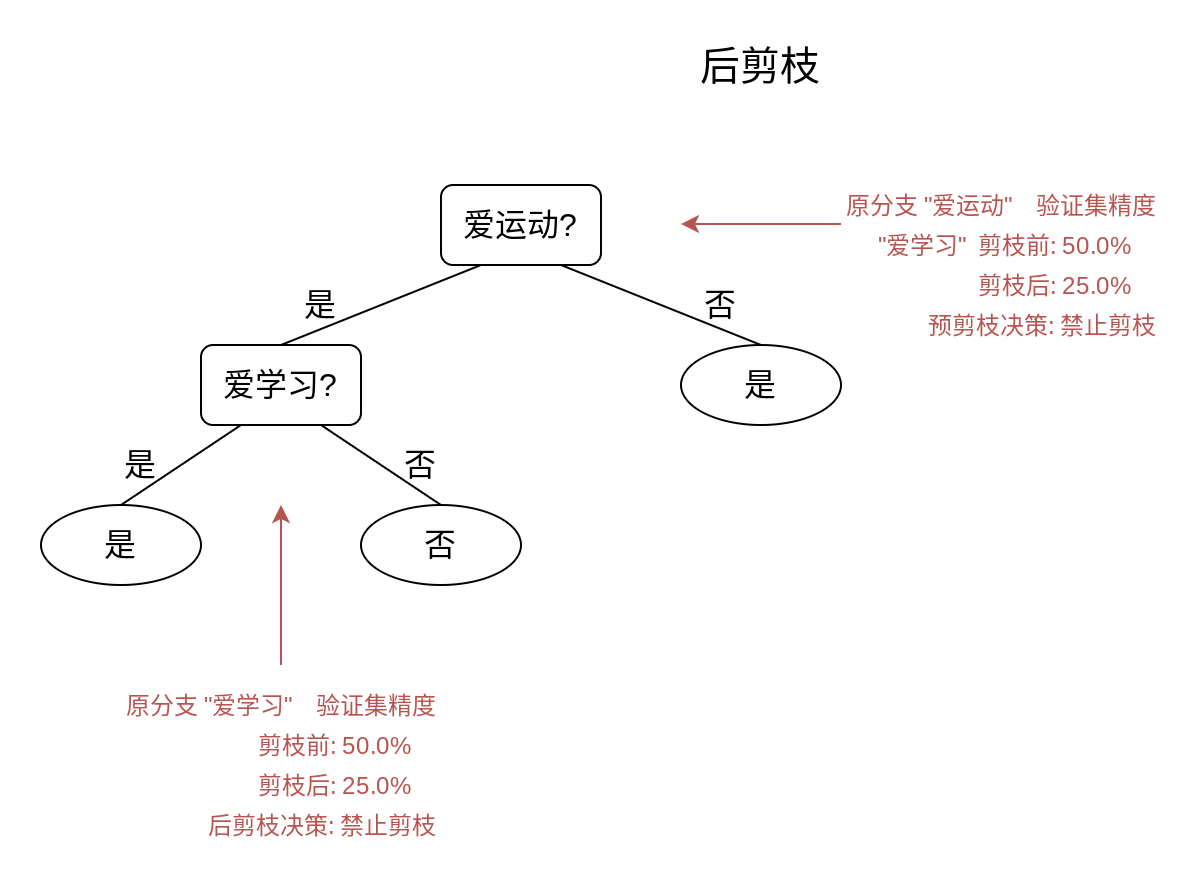 后剪枝
爱运动?
原分支 "爱运动" 验证集精度
"爱学习" 剪枝前: 50.0%
剪枝后: 25.0%
预剪枝决策: 禁止剪枝
是
否
爱学习?
是
是
否
是
否
原分支 "爱学习" 验证集精度
剪枝前: 50.0%
剪枝后: 25.0%
后剪枝决策: 禁止剪枝